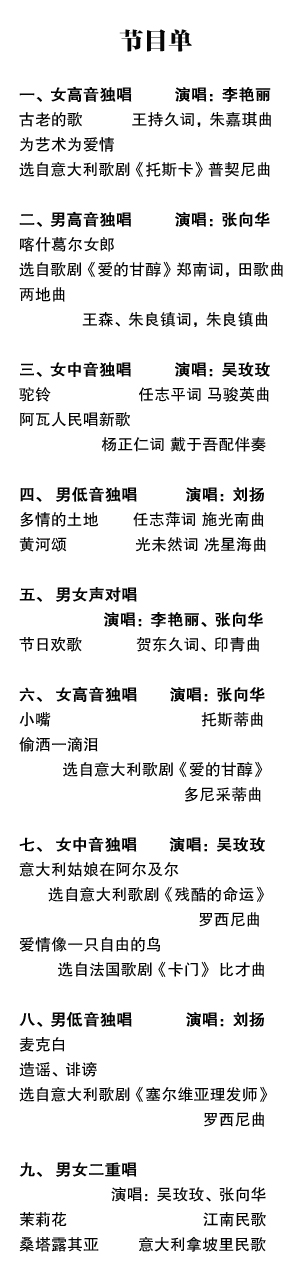 节目单
一、女高音独唱 演唱：李艳丽
古老的歌 王持久词，朱嘉琪曲
为艺术为爱情
选自意大利歌剧《托斯卡》普契尼曲
二、男高音独唱 演唱：张向华
喀什葛尔女郎
选自歌剧《爱的甘醇》郑南词，田歌曲
两地曲
王森、朱良镇词，朱良镇曲
三、女中音独唱 演唱：吴玫玫
驼铃 任志平词 马骏英曲
阿瓦人民唱新歌
杨正仁词 戴于吾配伴奏
四、男低音独唱 演唱：刘扬
多情的土地 任志萍词 施光南曲
黄河颂 光未然词 冼星海曲
五、男女声对唱
演唱：李艳丽、张向华
节日欢歌 贺东久词、印青曲
六、女高音独唱 演唱：张向华
小嘴 托斯蒂曲
偷洒一滴泪
选自意大利歌剧《爱的甘醇》
多尼采蒂曲
七、女中音独唱 演唱：吴玫玫
意大利姑娘在阿尔及尔
选自意大利歌剧《残酷的命运》
罗西尼曲
爱情像一只自由的鸟
选自法国歌剧《卡门》 比才曲
八、男低音独唱 演唱：刘扬
麦克白
造谣、诽谤
选自意大利歌剧《塞尔维亚理发师》
罗西尼曲
九、男女二重唱
演唱：吴玫玫、张向华
茉莉花 江南民歌
桑塔露其亚 意大利拿坡里民歌